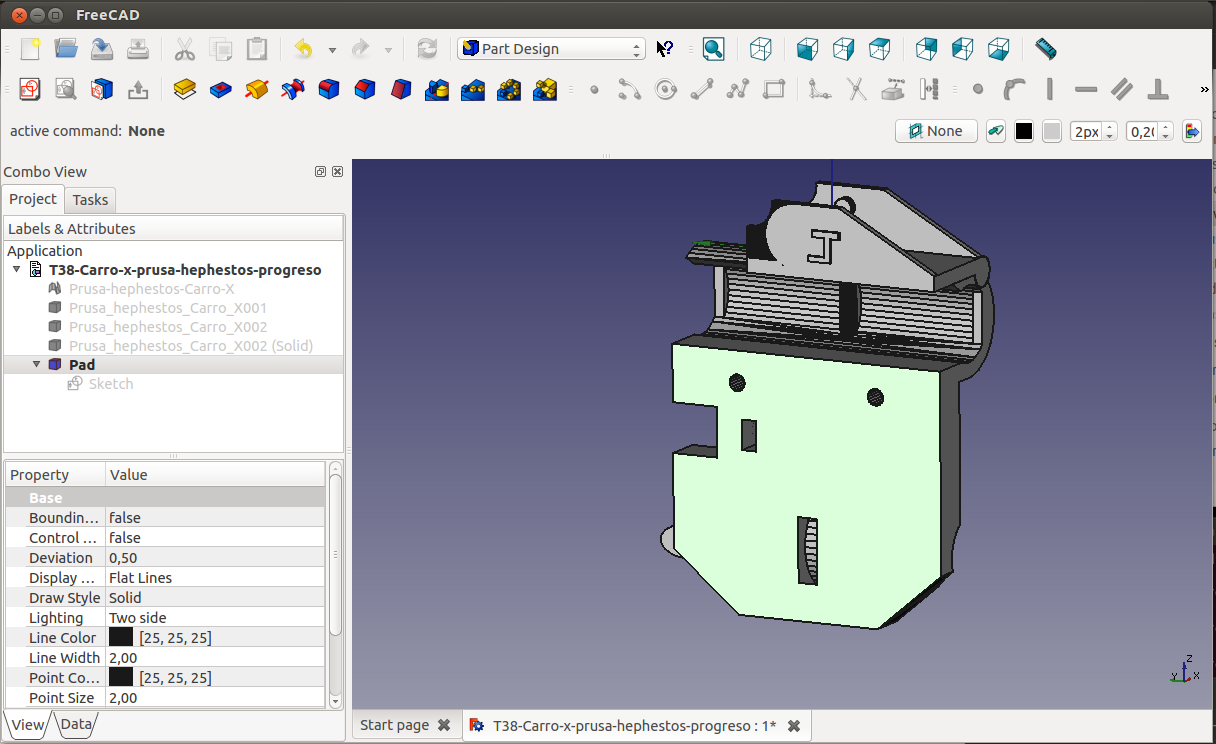 FreeCAD
Part Design
active command: None
None
2px
0,20
Combo View
Project
Tasks
Labels & Attributes
Application
T38-Carro-x-prusa-hephestos-progreso
Prusa-hephestos-Carro-X
Prusa_hephestos_Carro_X001
Prusa_hephestos_Carro_X002
Prusa_hephestos_Carro_X002 (Solid)
Pad
Sketch
Property Value
Base
Boundin... false
Control ... false
Deviation 0,50
Display ... Flat Lines
Draw Style Solid
Lighting Two side
Line Color [25, 25, 25]
Line Width 2,00
Point Co... [25, 25, 25]
Point Size 2,00
View
Data
J
Z
Y
X
Start page
T38-Carro-x-prusa-hephestos-progreso : 1*